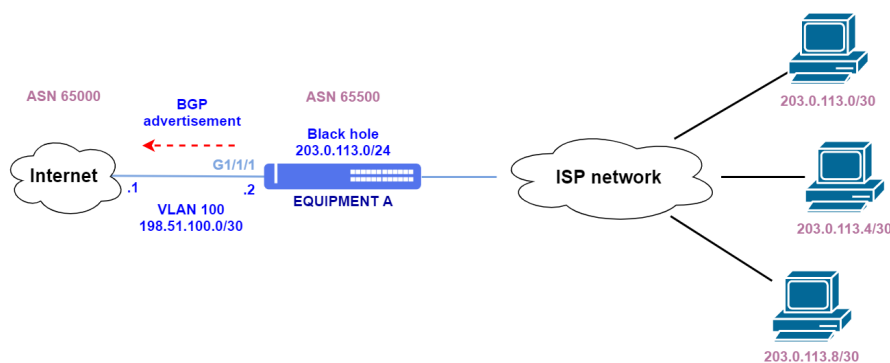 ASN 65000
BGP
advertisement
ASN 65500
Black hole
203.0.113.0/24
G1/1/1
Internet
.1
.2
VLAN 100
198.51.100.0/30
EQUIPMENT A
ISP network
203.0.113.0/30
203.0.113.4/30
203.0.113.8/30